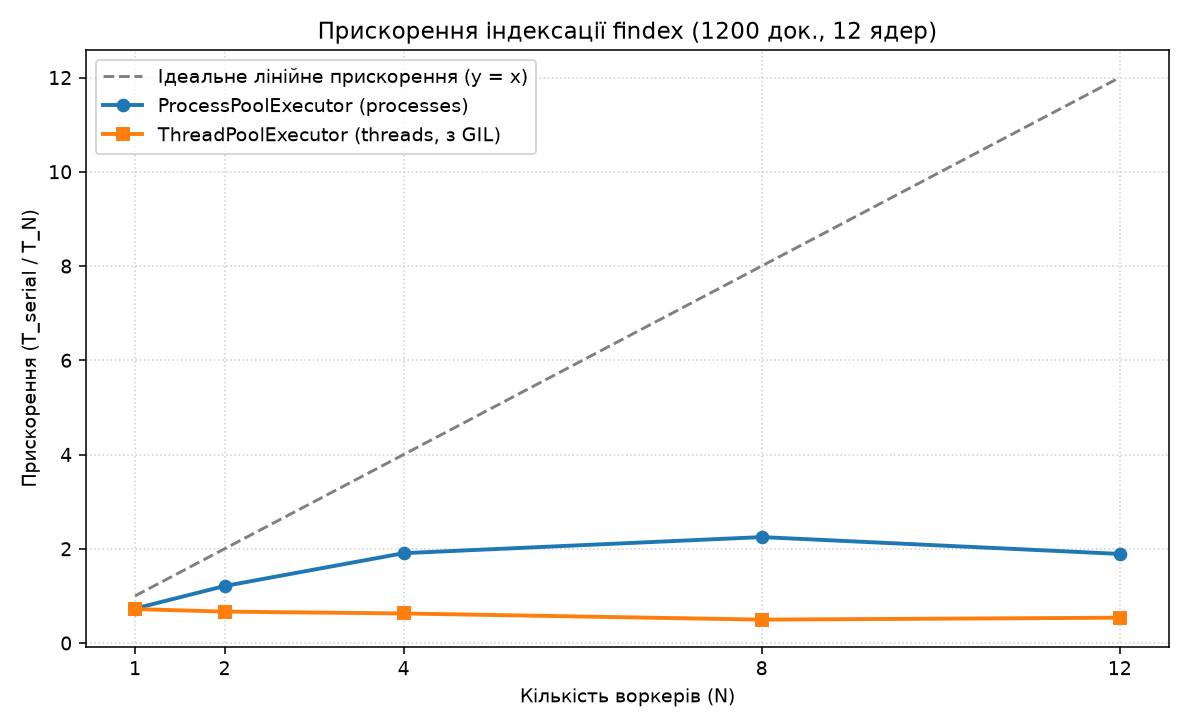 Прискорення індексації findex (1200 док., 12 ядер)
Ідеальне лінійне прискорення (y = x)
ProcessPoolExecutor (processes)
ThreadPoolExecutor (threads, з GIL)
Прискорення (T_serial / T_N)
12
10
8
6
4
2
0
1 2 4 8 12
Кількість воркерів (N)